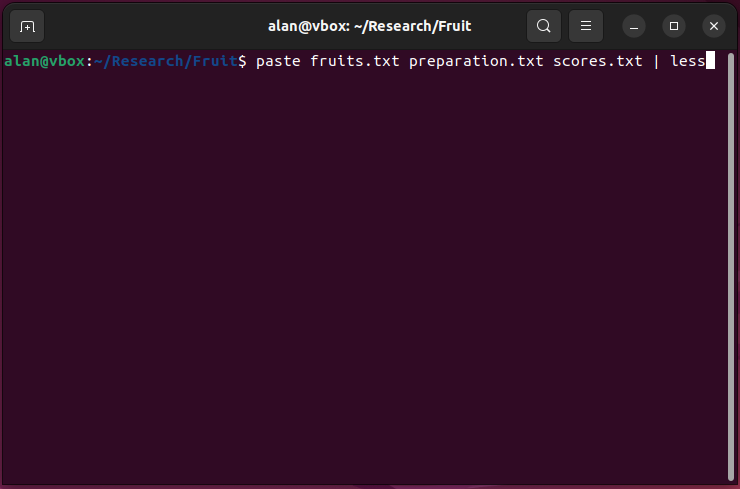 alan@vbox: ~/Research/Fruit
alan@vbox:~/Research/Fruit$ paste fruits.txt preparation.txt scores.txt | less